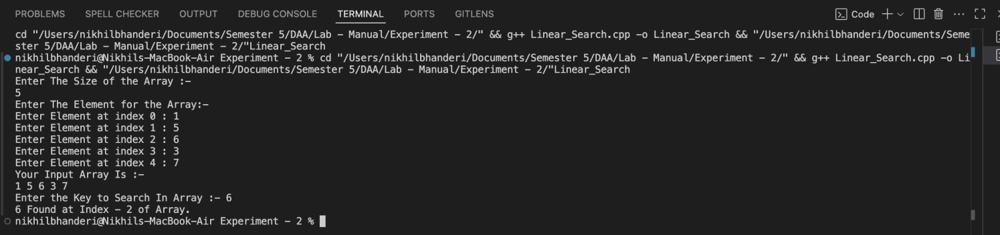 PROBLEMS SPELL CHECKER OUTPUT DEBUG CONSOLE TERMINAL PORTS GITLENS Code
cd "/Users/nikhilbhanderi/Documents/Semester 5/DAA/Lab - Manual/Experiment - 2/" && g++ Linear_Search.cpp -o Linear_Search && "/Users/nikhilbhanderi/Documents/Seme
ster 5/DAA/Lab - Manual/Experiment - 2/"Linear_Search
nikhilbhanderi@Nikhils-MacBook-Air Experiment - 2 % cd "/Users/nikhilbhanderi/Documents/Semester 5/DAA/Lab - Manual/Experiment - 2/" && g++ Linear_Search.cpp -o Li
near_Search && "/Users/nikhilbhanderi/Documents/Semester 5/DAA/Lab - Manual/Experiment - 2/"Linear_Search
Enter The Size of the Array :-
5
Enter The Element for the Array:-
Enter Element at index 0 : 1
Enter Element at index 1 : 5
Enter Element at index 2 : 6
Enter Element at index 3 : 3
Enter Element at index 4 : 7
Your Input Array Is :-
1 5 6 3 7
Enter the Key to Search In Array :- 6
6 Found at Index - 2 of Array.
nikhilbhanderi@Nikhils-MacBook-Air Experiment - 2 %